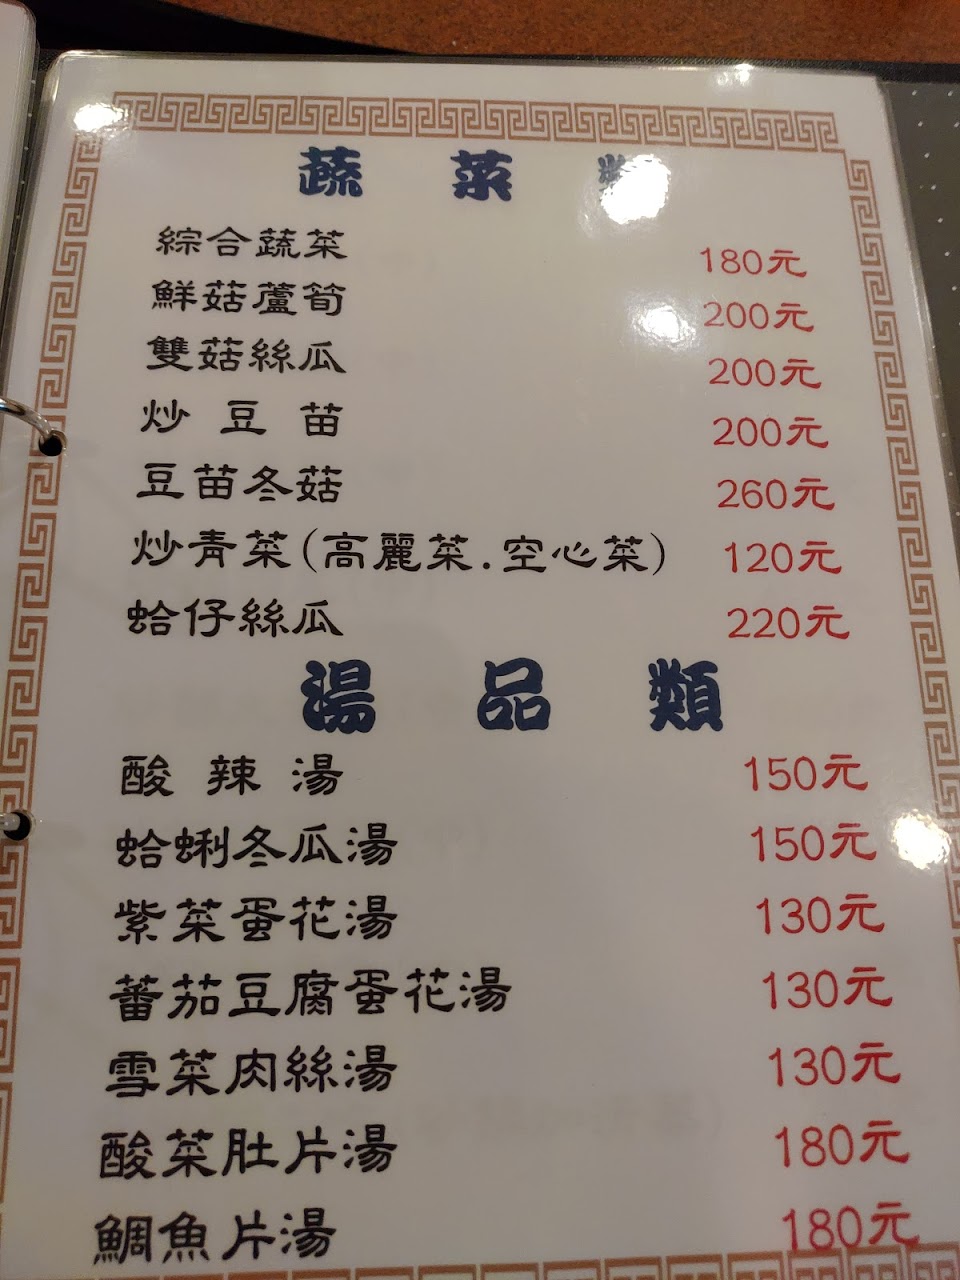 蔬 菜 類
綜合蔬菜 180元
鮮菇蘆筍 200元
雙菇絲瓜 200元
炒豆苗 200元
豆苗冬菇 260元
炒青菜(高麗菜.空心菜) 120元
蛤仔絲瓜 220元
湯 品 類
酸辣湯 150元
蛤蜊冬瓜湯 150元
紫菜蛋花湯 130元
蕃茄豆腐蛋花湯 130元
雪菜肉絲湯 130元
酸菜肚片湯 180元
鯛魚片湯 180元